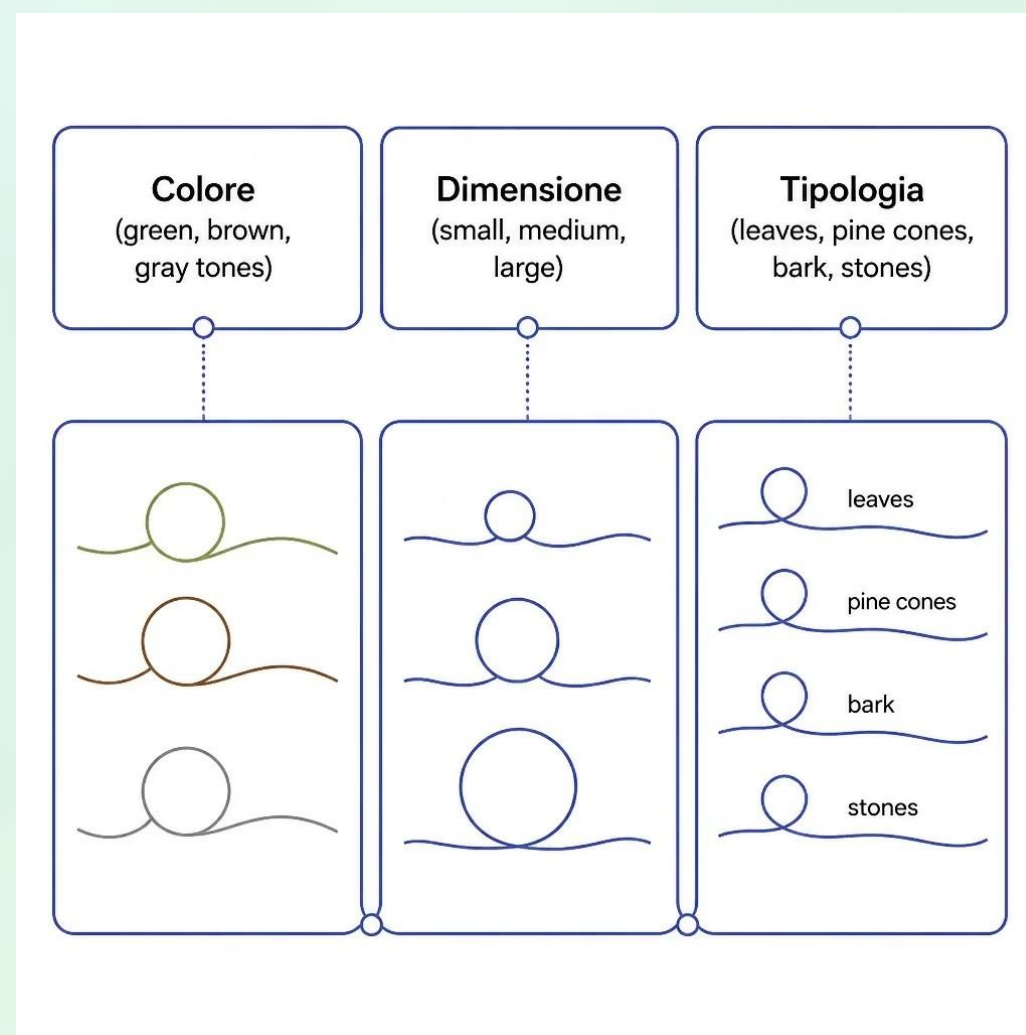 Colore
(green, brown,
gray tones)
Dimensione
(small, medium,
large)
Tipologia
(leaves, pine cones,
bark, stones)
leaves
pine cones
bark
stones